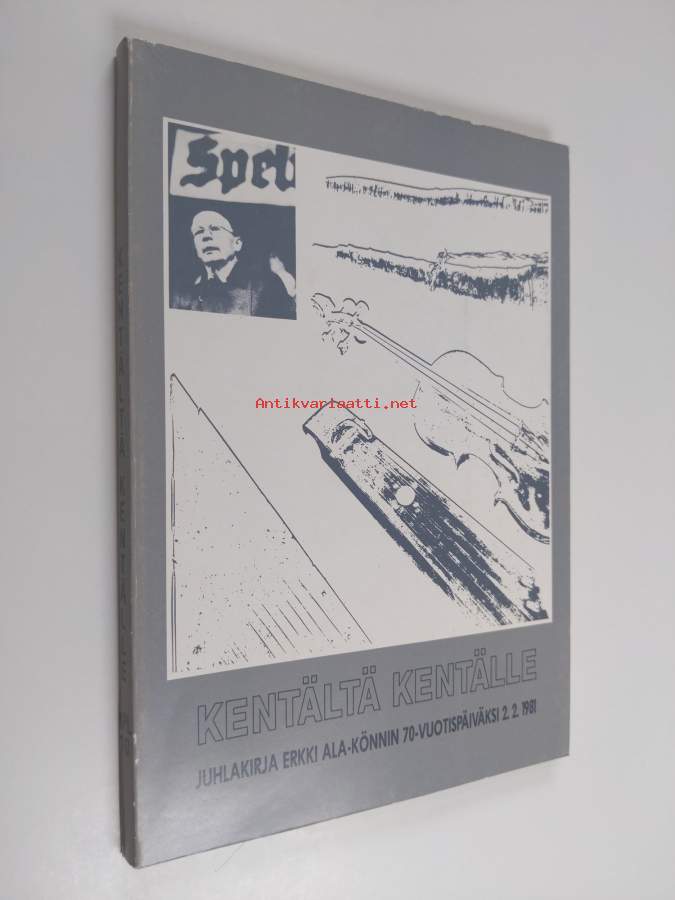 Spel
Antikvariaatti.net
KENTÄLTÄ KENTÄLLE
JUHLAKIRJA ERKKI ALA-KÖNNIN 70-VUOTISPÄIVÄKSI 2.2.1981